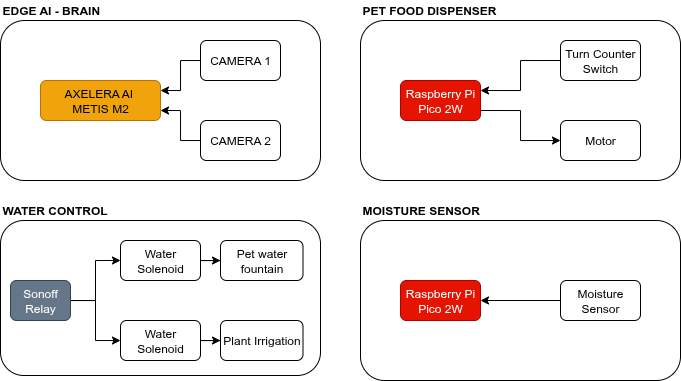 EDGE AI - BRAIN
AXELERA AI
METIS M2
CAMERA 1
CAMERA 2
PET FOOD DISPENSER
Raspberry Pi
Pico 2W
Turn Counter
Switch
Motor
WATER CONTROL
Sonoff
Relay
Water
Solenoid
Pet water
fountain
Water
Solenoid
Plant Irrigation
MOISTURE SENSOR
Raspberry Pi
Pico 2W
Moisture
Sensor